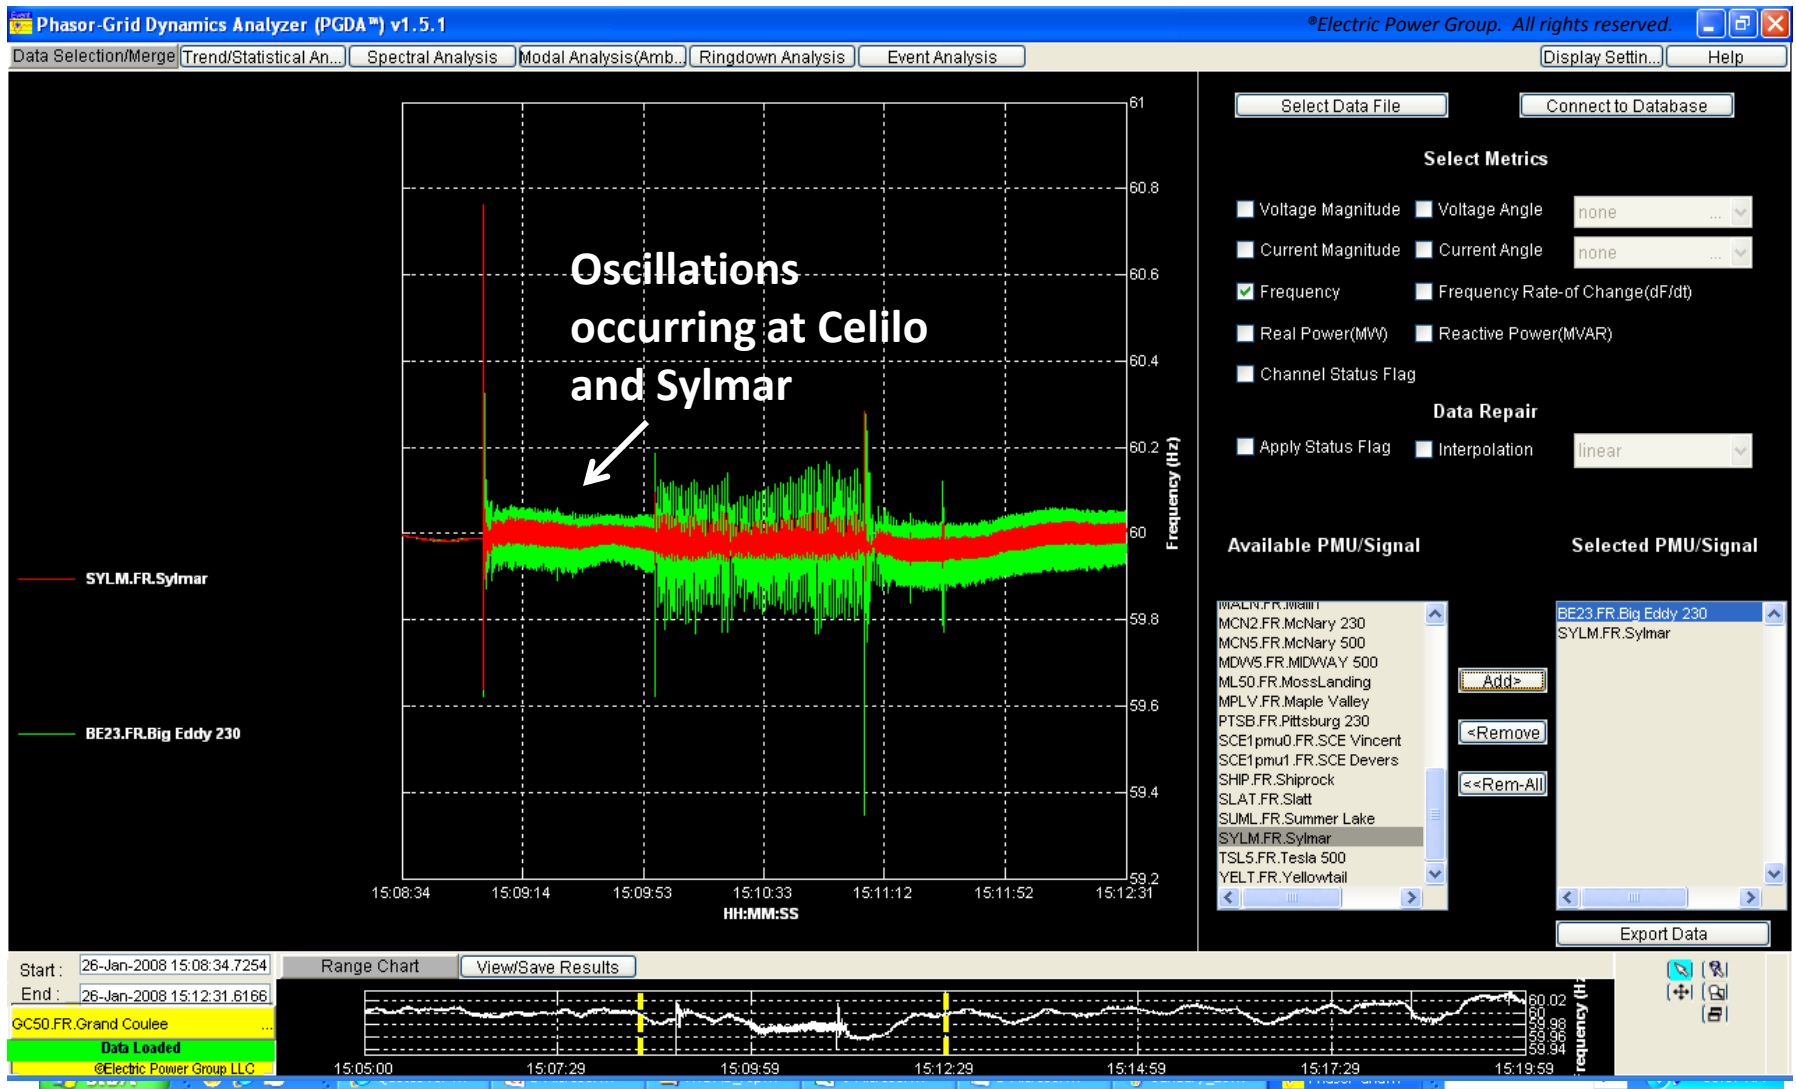 Phasor-Grid Dynamics Analyzer (PGDA™) v1.5.1
®Electric Power Group. All rights reserved.
Data Selection/Merge
Trend/Statistical An...
Spectral Analysis
Modal Analysis(Amb...
Ringdown Analysis
Event Analysis
Display Settin...
Help
Select Data File
Connect to Database
Select Metrics
Voltage Magnitude
Voltage Angle
none ...
Current Magnitude
Current Angle
none ...
Frequency
Frequency Rate-of Change(dF/dt)
Real Power(MW)
Reactive Power(MVAR)
Channel Status Flag
Data Repair
Apply Status Flag
Interpolation
linear
Available PMU/Signal
Selected PMU/Signal
MALN.FR.Malin
MCN2.FR.McNary 230
MCN5.FR.McNary 500
MDW5.FR.MIDWAY 500
ML50.FR.MossLanding
MPLV.FR.Maple Valley
PTSB.FR.Pittsburg 230
SCE1pmu0.FR.SCE Vincent
SCE1pmu1.FR.SCE Devers
SHIP.FR.Shiprock
SLAT.FR.Slatt
SUML.FR.Summer Lake
SYLM.FR.Sylmar
TSL5.FR.Tesla 500
YELT.FR.Yellowtail
Add>
<Remove
<<Rem-All
BE23.FR.Big Eddy 230
SYLM.FR.Sylmar
Export Data
Oscillations
occurring at Celilo
and Sylmar
SYLM.FR.Sylmar
BE23.FR.Big Eddy 230
61
60.8
60.6
60.4
60.2
60
59.8
59.6
59.4
59.2
Frequency (Hz)
15:08:34
15:09:14
15:09:53
15:10:33
15:11:12
15:11:52
15:12:31
HH:MM:SS
Start :
26-Jan-2008 15:08:34.7254
End :
26-Jan-2008 15:12:31.6166
GC50.FR.Grand Coulee ...
Data Loaded
©Electric Power Group LLC
Range Chart
View/Save Results
60.02
60
59.98
59.96
59.94
15:05:00
15:07:29
15:09:59
15:12:29
15:14:59
15:17:29
15:19:59